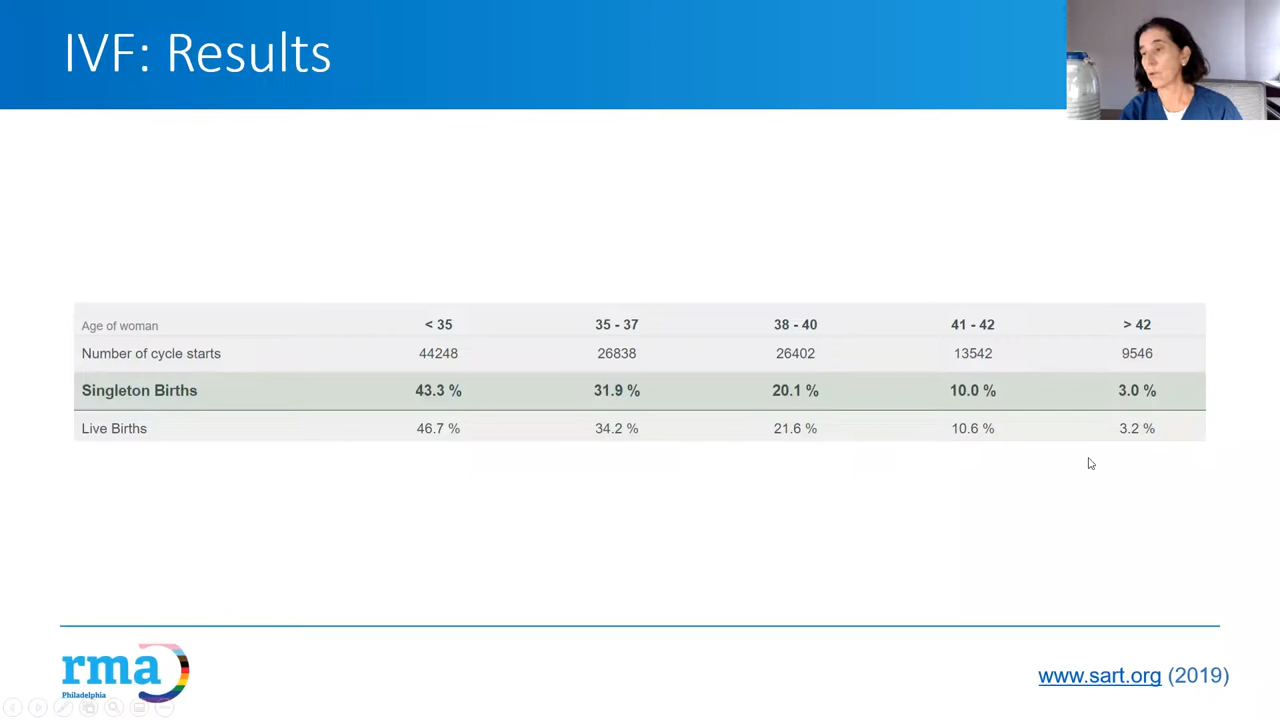 IVF: Results
Age of woman < 35 35 - 37 38 - 40 41 - 42 > 42
Number of cycle starts 44248 26838 26402 13542 9546
Singleton Births 43.3 % 31.9 % 20.1 % 10.0 % 3.0 %
Live Births 46.7 % 34.2 % 21.6 % 10.6 % 3.2 %
rma
Philadelphia
www.sart.org (2019)